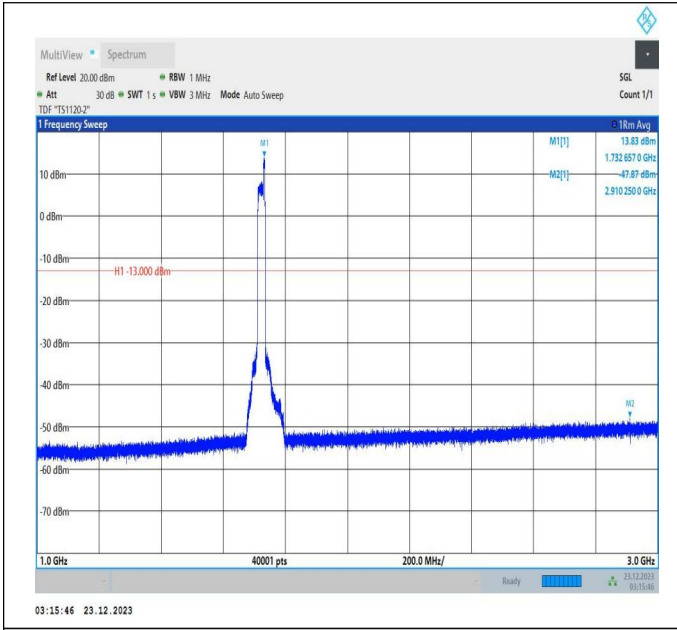 R S
MultiView Spectrum
Ref Level 20.00 dBm RBW 1 MHz SGL
Att 30 dB SWT 1 s VBW 3 MHz Mode Auto Sweep Count 1/1
TDF "TS1120-2"
1 Frequency Sweep 1Rm Avg
M1 M1[1] 13.83 dBm
1.732 657 0 GHz
10 dBm M2[1] -47.87 dBm
2.910 250 0 GHz
0 dBm
-10 dBm
H1 -13.000 dBm
-20 dBm
-30 dBm
-40 dBm
M2
-50 dBm
-60 dBm
-70 dBm
1.0 GHz 40001 pts 200.0 MHz/ 3.0 GHz
Ready 23.12.2023
03:15:46
03:15:46 23.12.2023